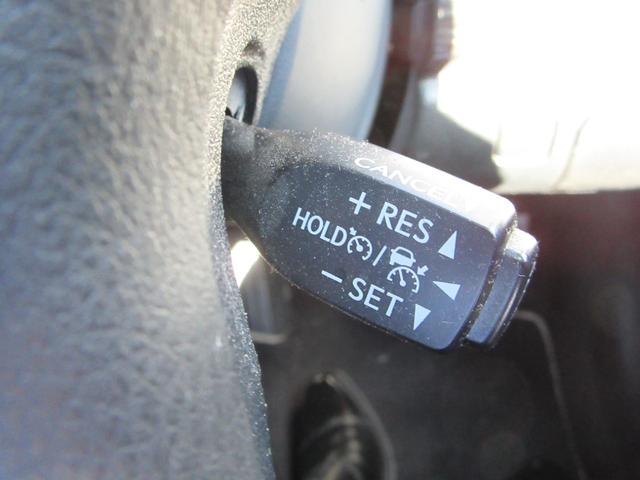 CANCEL
+ RES
HOLD /
– SET